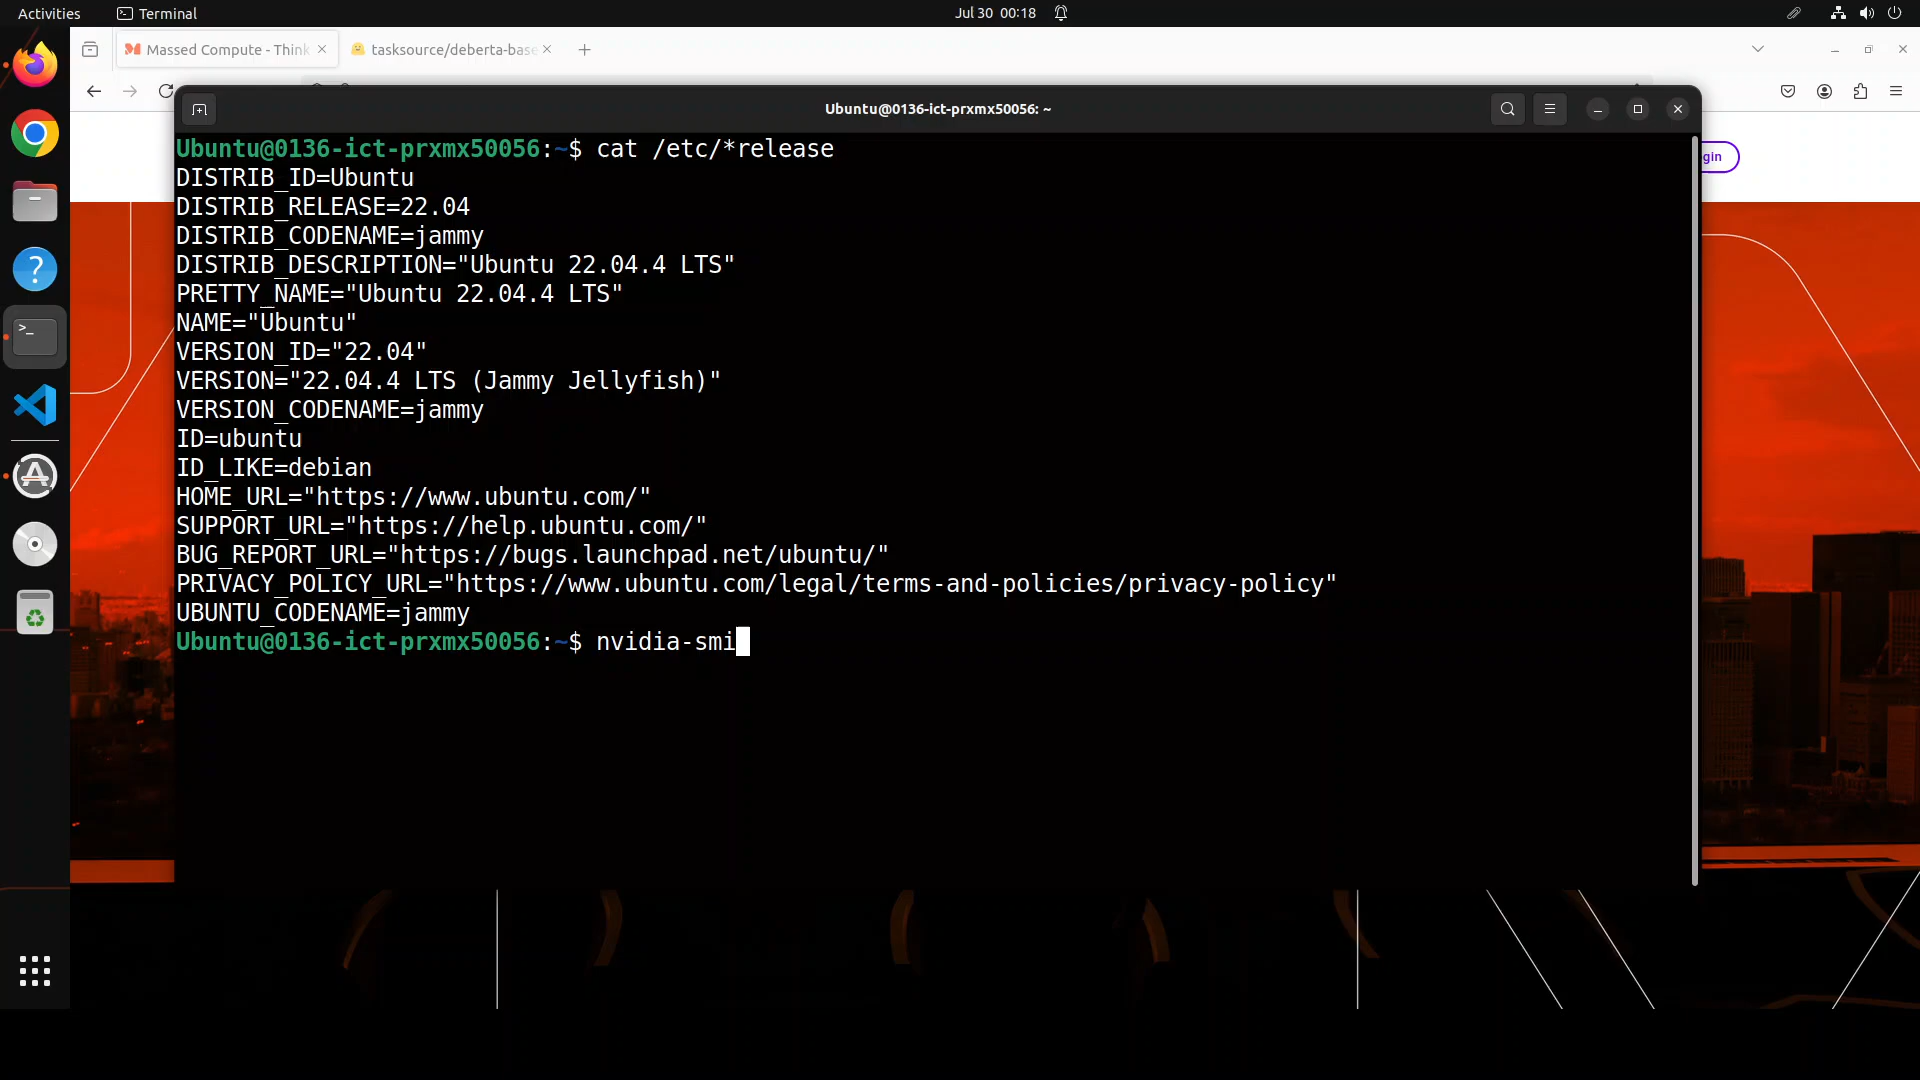 Activities
Terminal
Jul 30 00:18
Massed Compute - Think
tasksource/deberta-base
Ubuntu@0136-ict-prxmx50056: ~
gin
Ubuntu@0136-ict-prxmx50056:~$ cat /etc/*release
DISTRIB_ID=Ubuntu
DISTRIB_RELEASE=22.04
DISTRIB_CODENAME=jammy
DISTRIB_DESCRIPTION="Ubuntu 22.04.4 LTS"
PRETTY_NAME="Ubuntu 22.04.4 LTS"
NAME="Ubuntu"
VERSION_ID="22.04"
VERSION="22.04.4 LTS (Jammy Jellyfish)"
VERSION_CODENAME=jammy
ID=ubuntu
ID_LIKE=debian
HOME_URL="https://www.ubuntu.com/"
SUPPORT_URL="https://help.ubuntu.com/"
BUG_REPORT_URL="https://bugs.launchpad.net/ubuntu/"
PRIVACY_POLICY_URL="https://www.ubuntu.com/legal/terms-and-policies/privacy-policy"
UBUNTU_CODENAME=jammy
Ubuntu@0136-ict-prxmx50056:~$ nvidia-smi